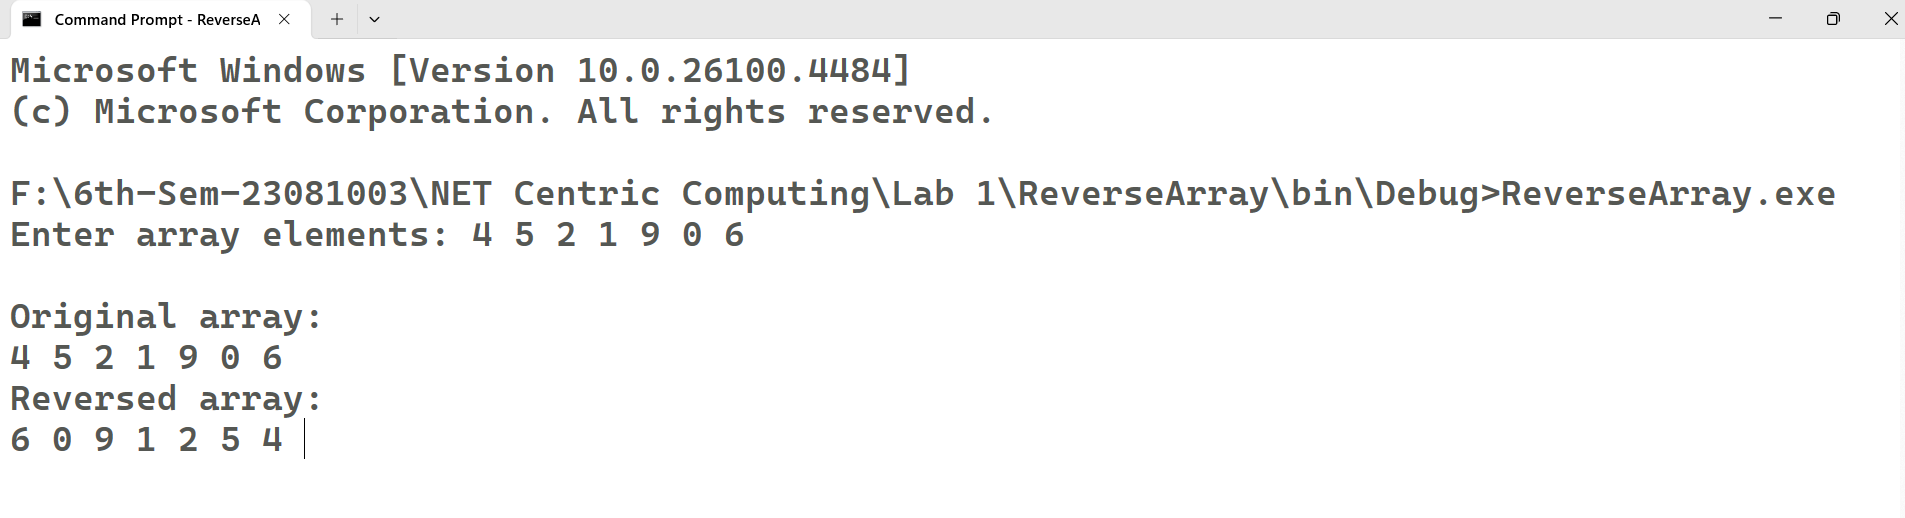 Command Prompt - ReverseA
Microsoft Windows [Version 10.0.26100.4484]
(c) Microsoft Corporation. All rights reserved.
F:\6th-Sem-23081003\NET Centric Computing\Lab 1\ReverseArray\bin\Debug>ReverseArray.exe
Enter array elements: 4 5 2 1 9 0 6
Original array:
4 5 2 1 9 0 6
Reversed array:
6 0 9 1 2 5 4